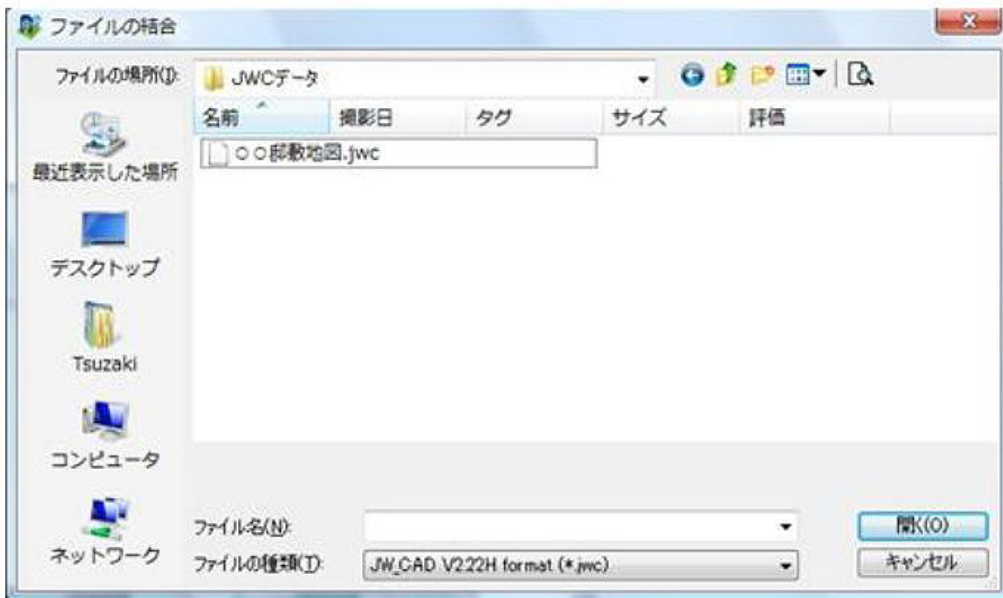 ファイルの結合
ファイルの場所(I):
JWCデータ
名前 撮影日 タグ サイズ 評価
○○邸敷地図.jwc
最近表示した場所
デスクトップ
Tsuzaki
コンピュータ
ネットワーク
ファイル名(N):
開く(O)
ファイルの種類(T):
JW_CAD V2.22H format (*.jwc)
キャンセル